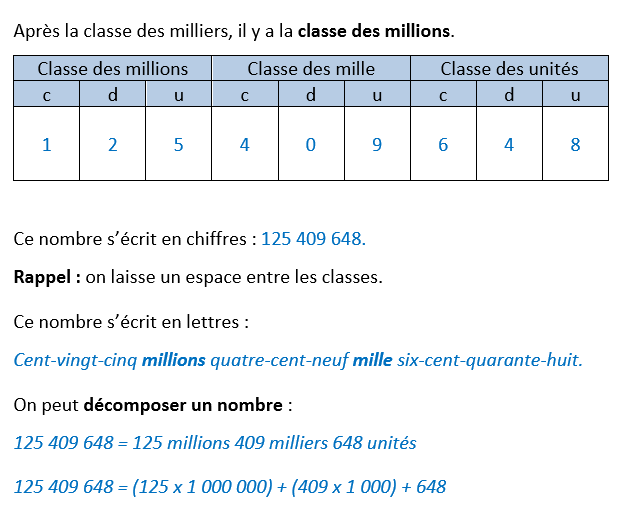 Après la classe des milliers, il y a la classe des millions.
Classe des millions Classe des mille Classe des unités
c d u c d u c d u
1 2 5 4 0 9 6 4 8
Ce nombre s’écrit en chiffres : 125 409 648.
Rappel : on laisse un espace entre les classes.
Ce nombre s’écrit en lettres :
Cent-vingt-cinq millions quatre-cent-neuf mille six-cent-quarante-huit.
On peut décomposer un nombre :
125 409 648 = 125 millions 409 milliers 648 unités
125 409 648 = (125 x 1 000 000) + (409 x 1 000) + 648